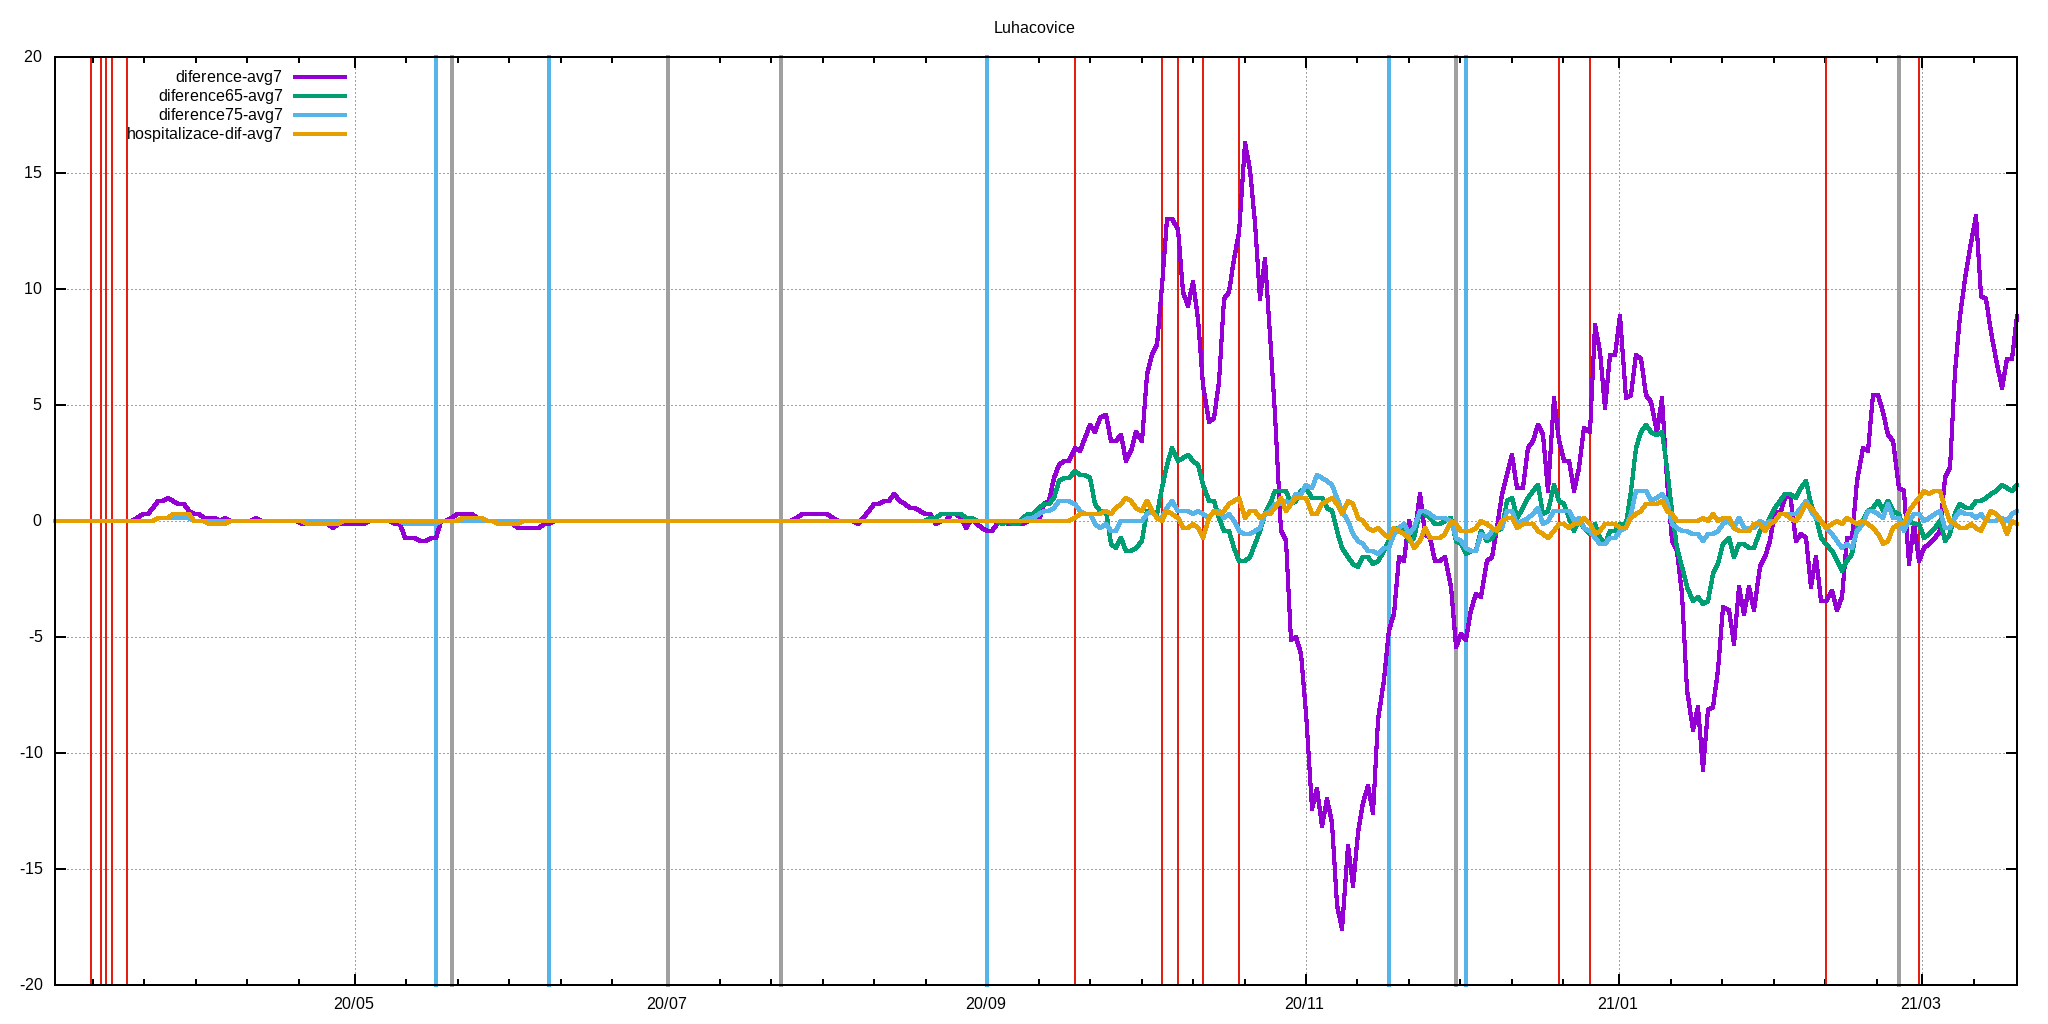 Luhacovice
diference-avg7
diference65-avg7
diference75-avg7
hospitalizace-dif-avg7
20
15
10
5
0
-5
-10
-15
-20
20/05 20/07 20/09 20/11 21/01 21/03